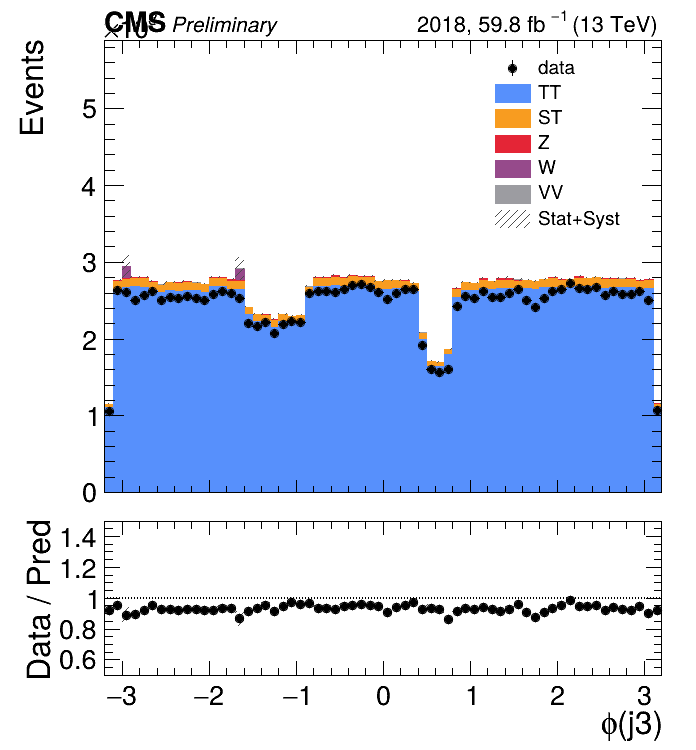 CMS Preliminary 2018, 59.8 fb⁻¹ (13 TeV)
Events
5
4
3
2
1
0
data
TT
ST
Z
W
VV
Stat+Syst
Data / Pred
1.4
1.2
1
0.8
0.6
−3 −2 −1 0 1 2 3
ϕ(j3)